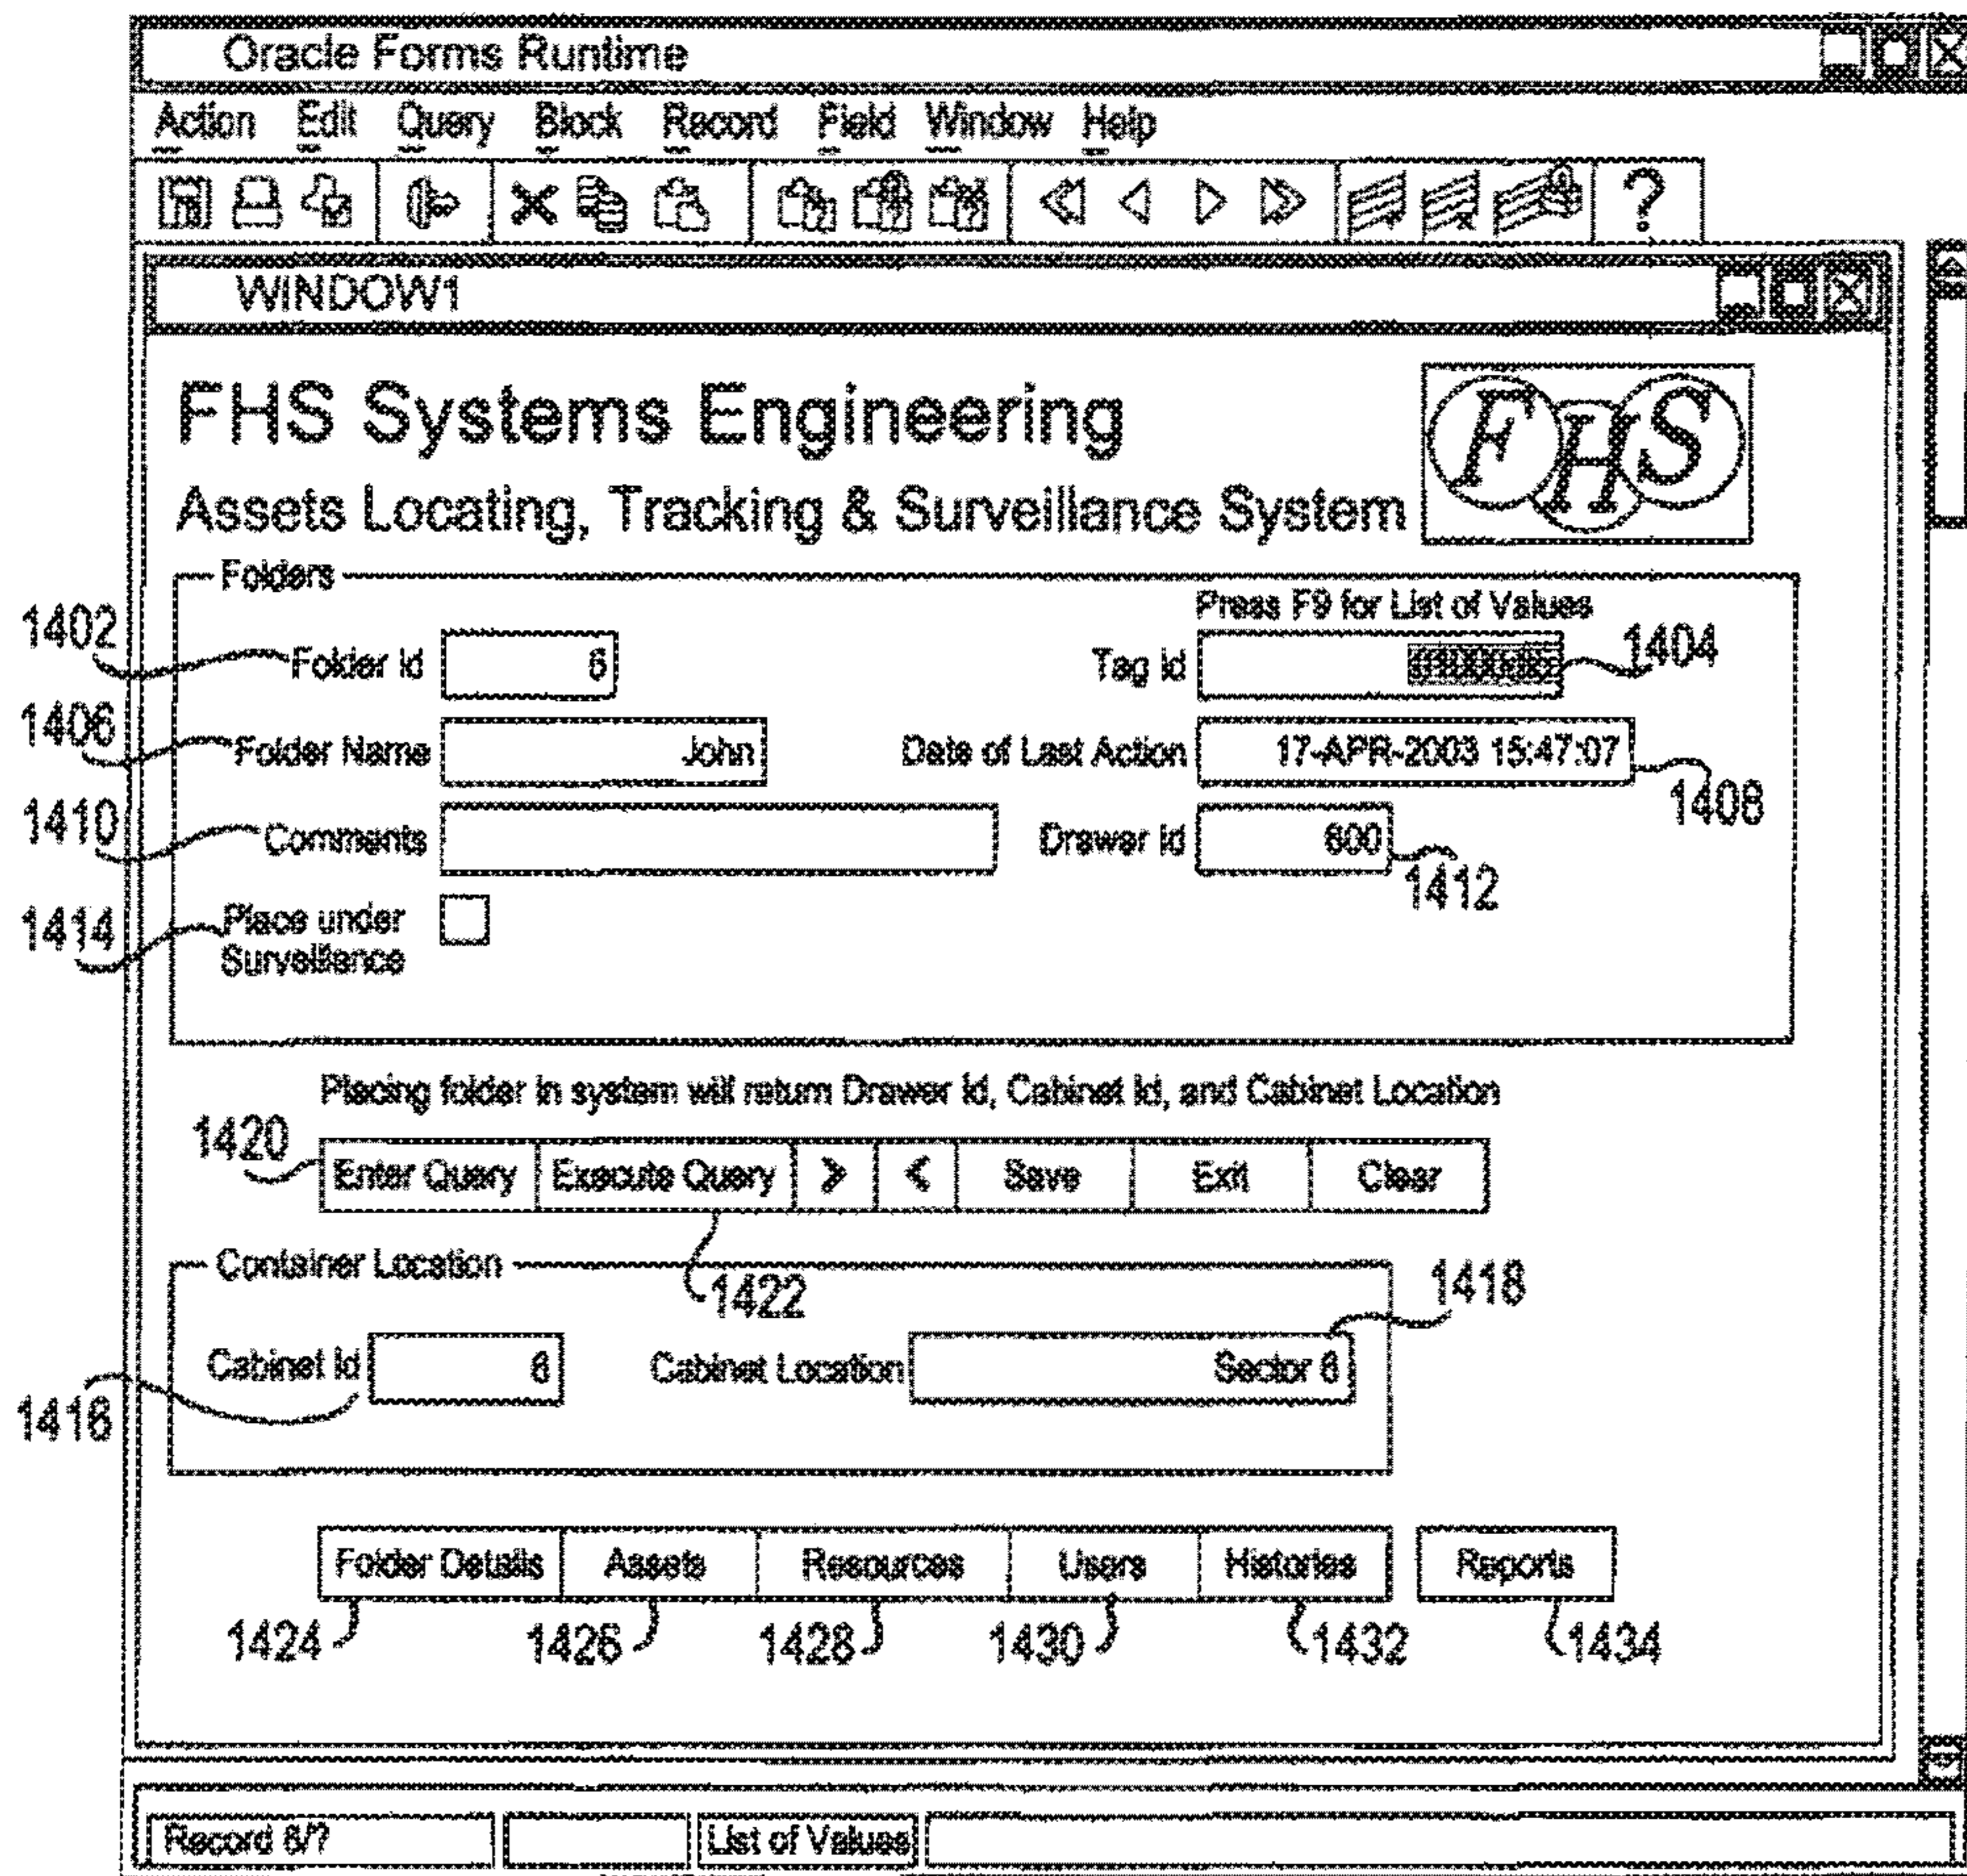 Oracle Forms Runtime
Action Edit Query Block Record Field Window Help
?
WINDOW1
FHS Systems Engineering
FHS
Assets Locating, Tracking & Surveillance System
Folders
Press F9 for List of Values
1402 Folder Id 6 Tag Id 1404
1406 Folder Name John Date of Last Action 17-APR-2003 15:47:07 1408
1410 Comments Drawer Id 600 1412
1414 Place under
Surveillance
Placing folder in system will return Drawer Id, Cabinet Id, and Cabinet Location
1420 Enter Query Execute Query > < Save Exit Clear
Container Location 1422 1418
Cabinet Id 6 Cabinet Location Sector 6
1416
Folder Details Assets Resources Users Histories Reports
1424 1426 1428 1430 1432 1434
Record 6/? List of Values